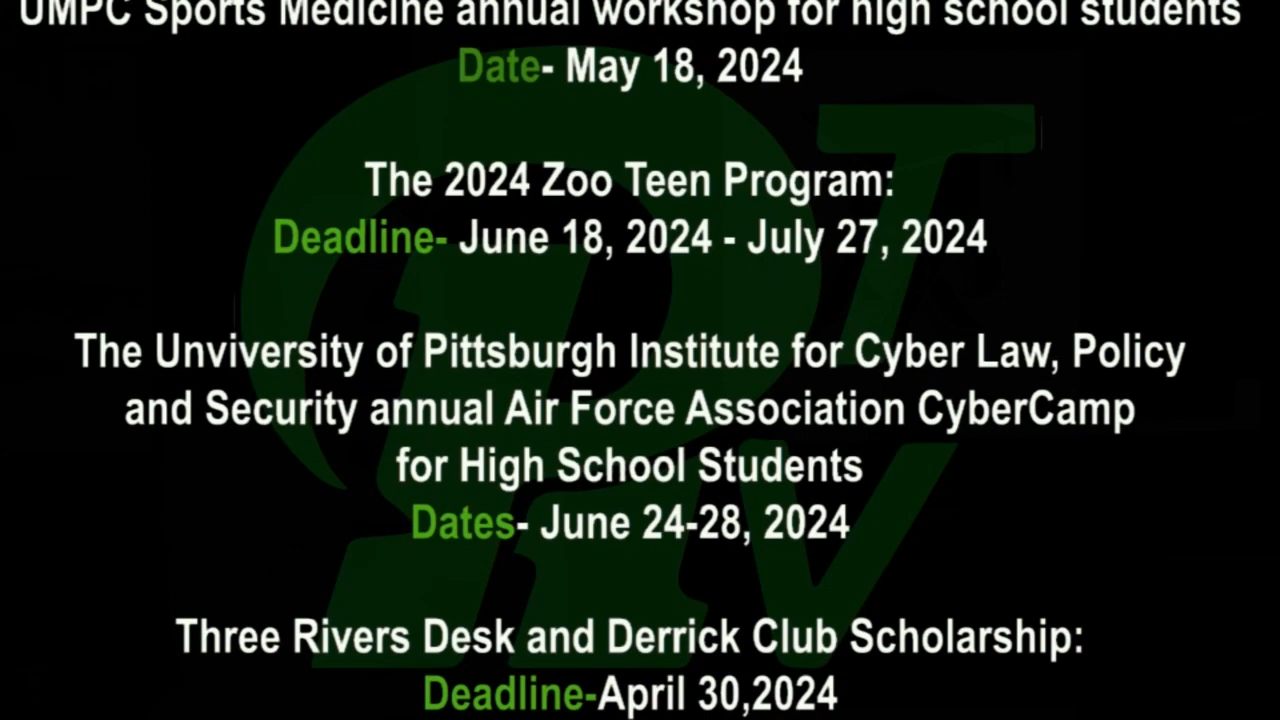 UMPC Sports Medicine annual workshop for high school students
Date- May 18, 2024
The 2024 Zoo Teen Program:
Deadline- June 18, 2024 - July 27, 2024
The Unviversity of Pittsburgh Institute for Cyber Law, Policy
and Security annual Air Force Association CyberCamp
for High School Students
Dates- June 24-28, 2024
Three Rivers Desk and Derrick Club Scholarship:
Deadline-April 30,2024